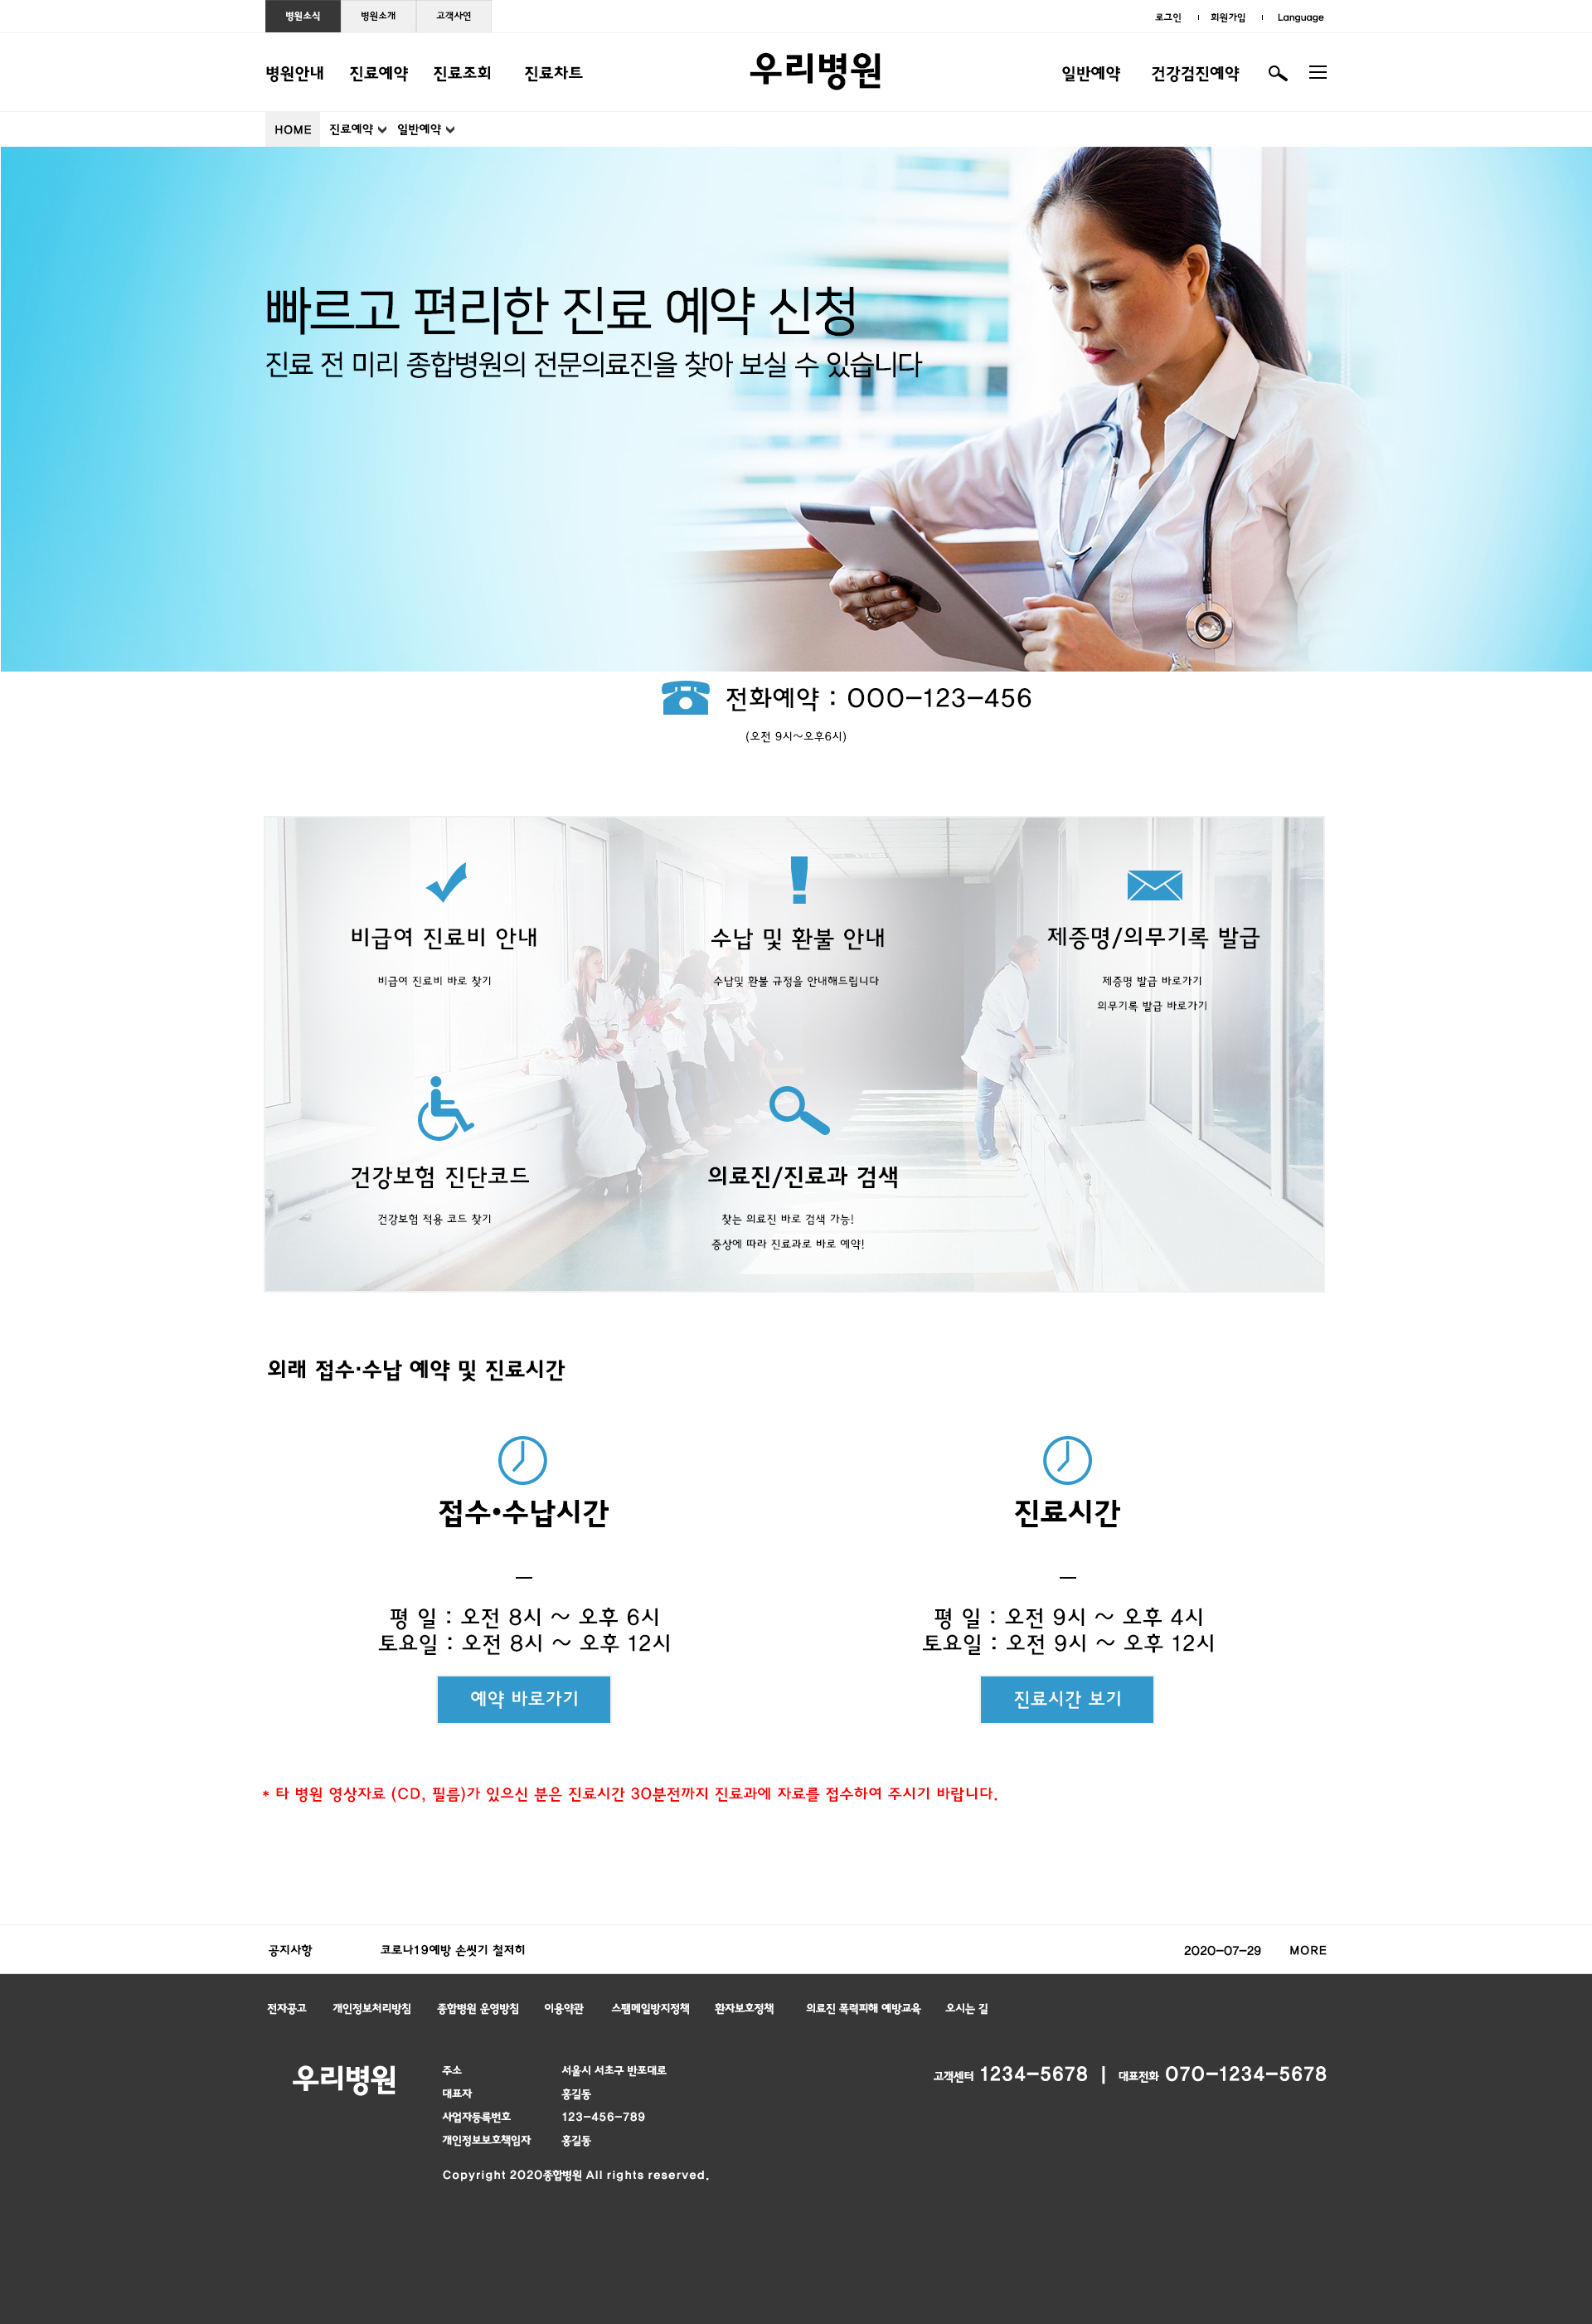 병원소식 병원소개 고객사연 로그인 회원가입 Language
병원안내 진료예약 진료조회 진료차트 우리병원 일반예약 건강검진예약
HOME 진료예약 일반예약
빠르고 편리한 진료 예약 신청
진료 전 미리 종합병원의 전문의료진을 찾아 보실 수 있습니다
전화예약 : 000-123-456
(오전 9시~오후6시)
비급여 진료비 안내 수납 및 환불 안내 제증명/의무기록 발급
비급여 진료비 바로 찾기 수납및 환불 규정을 안내해드립니다 제증명 발급 바로가기
의무기록 발급 바로가기
건강보험 진단코드 의료진/진료과 검색
건강보험 적용 코드 찾기 찾는 의료진 바로 검색 가능!
증상에 따라 진료과로 바로 예약!
외래 접수·수납 예약 및 진료시간
접수•수납시간 진료시간
평 일 : 오전 8시 ~ 오후 6시 평 일 : 오전 9시 ~ 오후 4시
토요일 : 오전 8시 ~ 오후 12시 토요일 : 오전 9시 ~ 오후 12시
예약 바로가기 진료시간 보기
* 타 병원 영상자료 (CD, 필름)가 있으신 분은 진료시간 30분전까지 진료과에 자료를 접수하여 주시기 바랍니다.
공지사항 코로나19예방 손씻기 철저히 2020-07-29 MORE
전자공고 개인정보처리방침 종합병원 운영방침 이용약관 스팸메일방지정책 환자보호정책 의료진 폭력피해 예방교육 오시는 길
우리병원 주소 서울시 서초구 반포대로 고객센터 1234-5678 | 대표전화 070-1234-5678
대표자 홍길동
사업자등록번호 123-456-789
개인정보보호책임자 홍길동
Copyright 2020종합병원 All rights reserved.